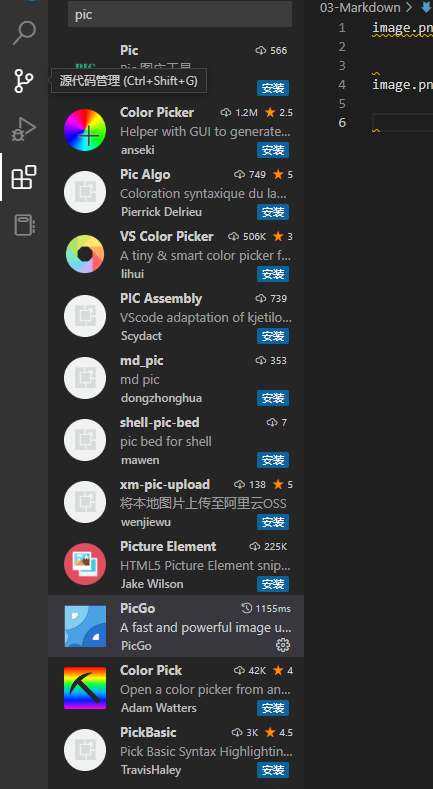 pic
03-Markdown >
Pic 566
Pic 图床工具
安装
源代码管理 (Ctrl+Shift+G)
Color Picker 1.2M ★ 2.5
Helper with GUI to generate...
anseki 安装
Pic Algo 749 ★ 5
Coloration syntaxique du la...
Pierrick Delrieu 安装
VS Color Picker 506K ★ 3
A tiny & smart color picker f...
lihui 安装
PIC Assembly 739
VScode adaptation of kjetilo...
Scydact 安装
md_pic 353
md pic
dongzhonghua 安装
shell-pic-bed 7
pic bed for shell
mawen 安装
xm-pic-upload 138 ★ 5
将本地图片上传至阿里云OSS
wenjiewu 安装
Picture Element 225K
HTML5 Picture Element snip...
Jake Wilson 安装
PicGo 1155ms
A fast and powerful image u...
PicGo
Color Pick 42K ★ 4
Open a color picker from an...
Adam Watters 安装
PickBasic 3K ★ 4.5
Pick Basic Syntax Highlightin...
TravisHaley 安装
1 image.pn
2
3
4 image.pn
5
6